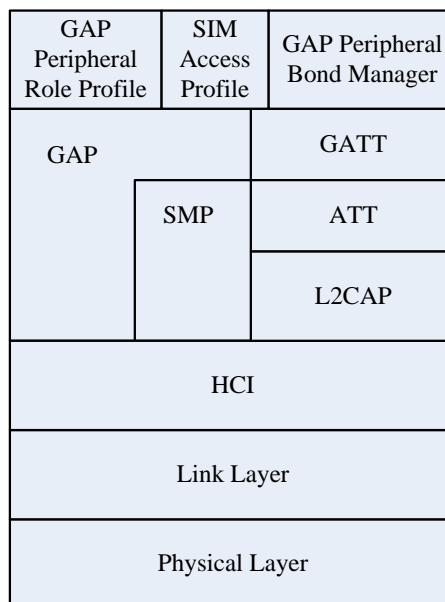 GAP
Peripheral
Role Profile
SIM
Access
Profile
GAP Peripheral
Bond Manager
GAP
GATT
SMP
ATT
L2CAP
HCI
Link Layer
Physical Layer